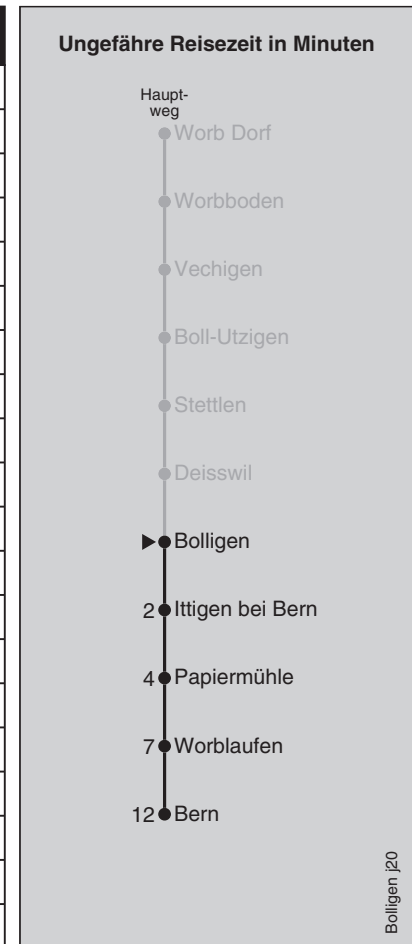 Ungefähre Reisezeit in Minuten
Haupt-
weg
Worb Dorf
Worbboden
Vechigen
Boll-Utzigen
Stettlen
Deisswil
Bolligen
2 Ittigen bei Bern
4 Papiermühle
7 Worblaufen
12 Bern
Bolligen j20